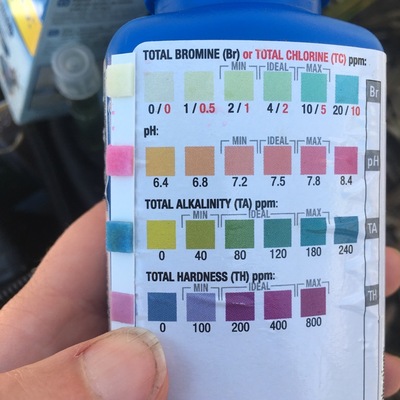 TOTAL BROMINE (Br) or TOTAL CHLORINE (TC) ppm:
MIN IDEAL MAX
Br
0/0 1/0.5 2/1 4/2 10/5 20/10
pH:
MIN IDEAL MAX
pH
6.4 6.8 7.2 7.5 7.8 8.4
TOTAL ALKALINITY (TA) ppm:
MIN IDEAL MAX
TA
0 40 80 120 180 240
TOTAL HARDNESS (TH) ppm:
MIN IDEAL MAX
TH
0 100 200 400 800